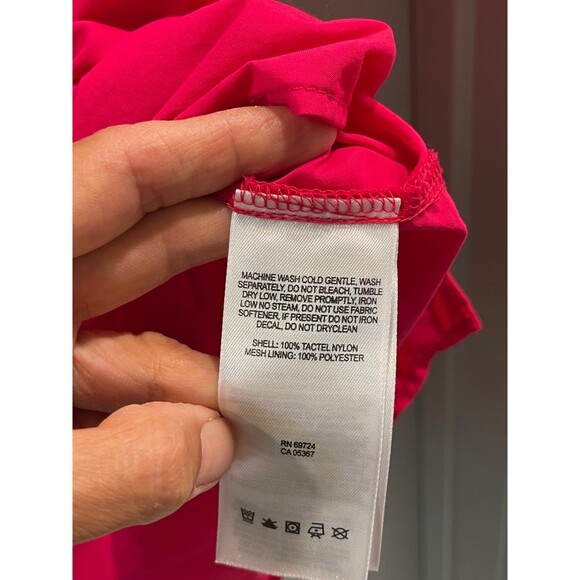 MACHINE WASH COLD GENTLE, WASH
SEPARATELY, DO NOT BLEACH, TUMBLE
DRY LOW, REMOVE PROMPTLY, IRON
LOW NO STEAM, DO NOT USE FABRIC
SOFTENER. IF PRESENT DO NOT IRON
DECAL, DO NOT DRYCLEAN
SHELL: 100% TACTEL NYLON
MESH LINING: 100% POLYESTER
RN 69724
CA 05367